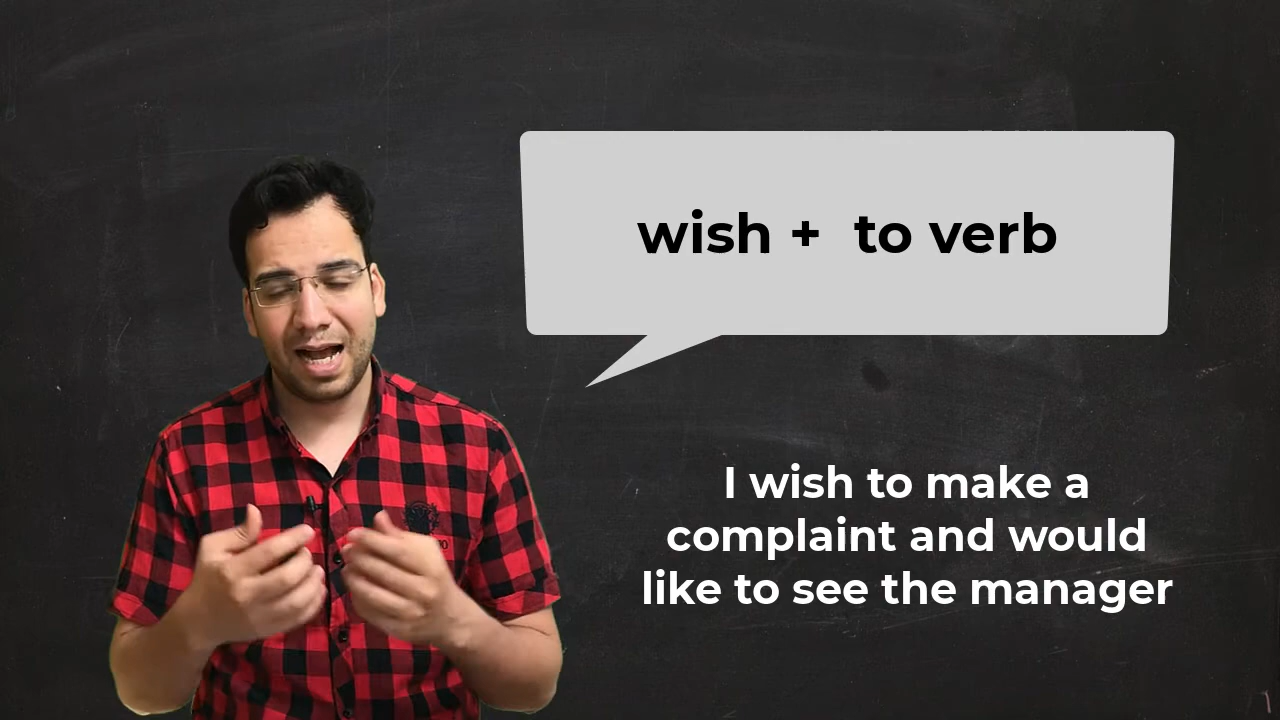 wish + to verb
I wish to make a
complaint and would
like to see the manager